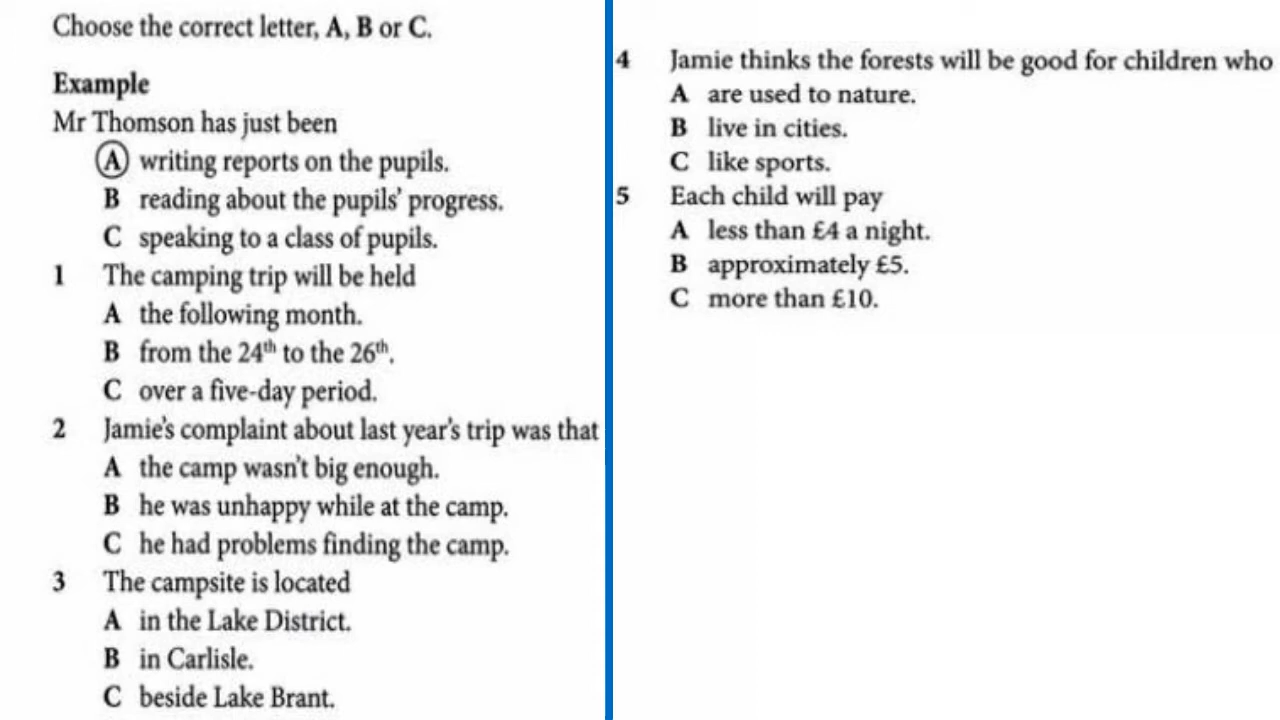 Choose the correct letter, A, B or C.
Example
Mr Thomson has just been
A writing reports on the pupils.
B reading about the pupils' progress.
C speaking to a class of pupils.
1 The camping trip will be held
A the following month.
B from the 24th to the 26th.
C over a five-day period.
2 Jamie's complaint about last year's trip was that
A the camp wasn't big enough.
B he was unhappy while at the camp.
C he had problems finding the camp.
3 The campsite is located
A in the Lake District.
B in Carlisle.
C beside Lake Brant.
4 Jamie thinks the forests will be good for children who
A are used to nature.
B live in cities.
C like sports.
5 Each child will pay
A less than £4 a night.
B approximately £5.
C more than £10.